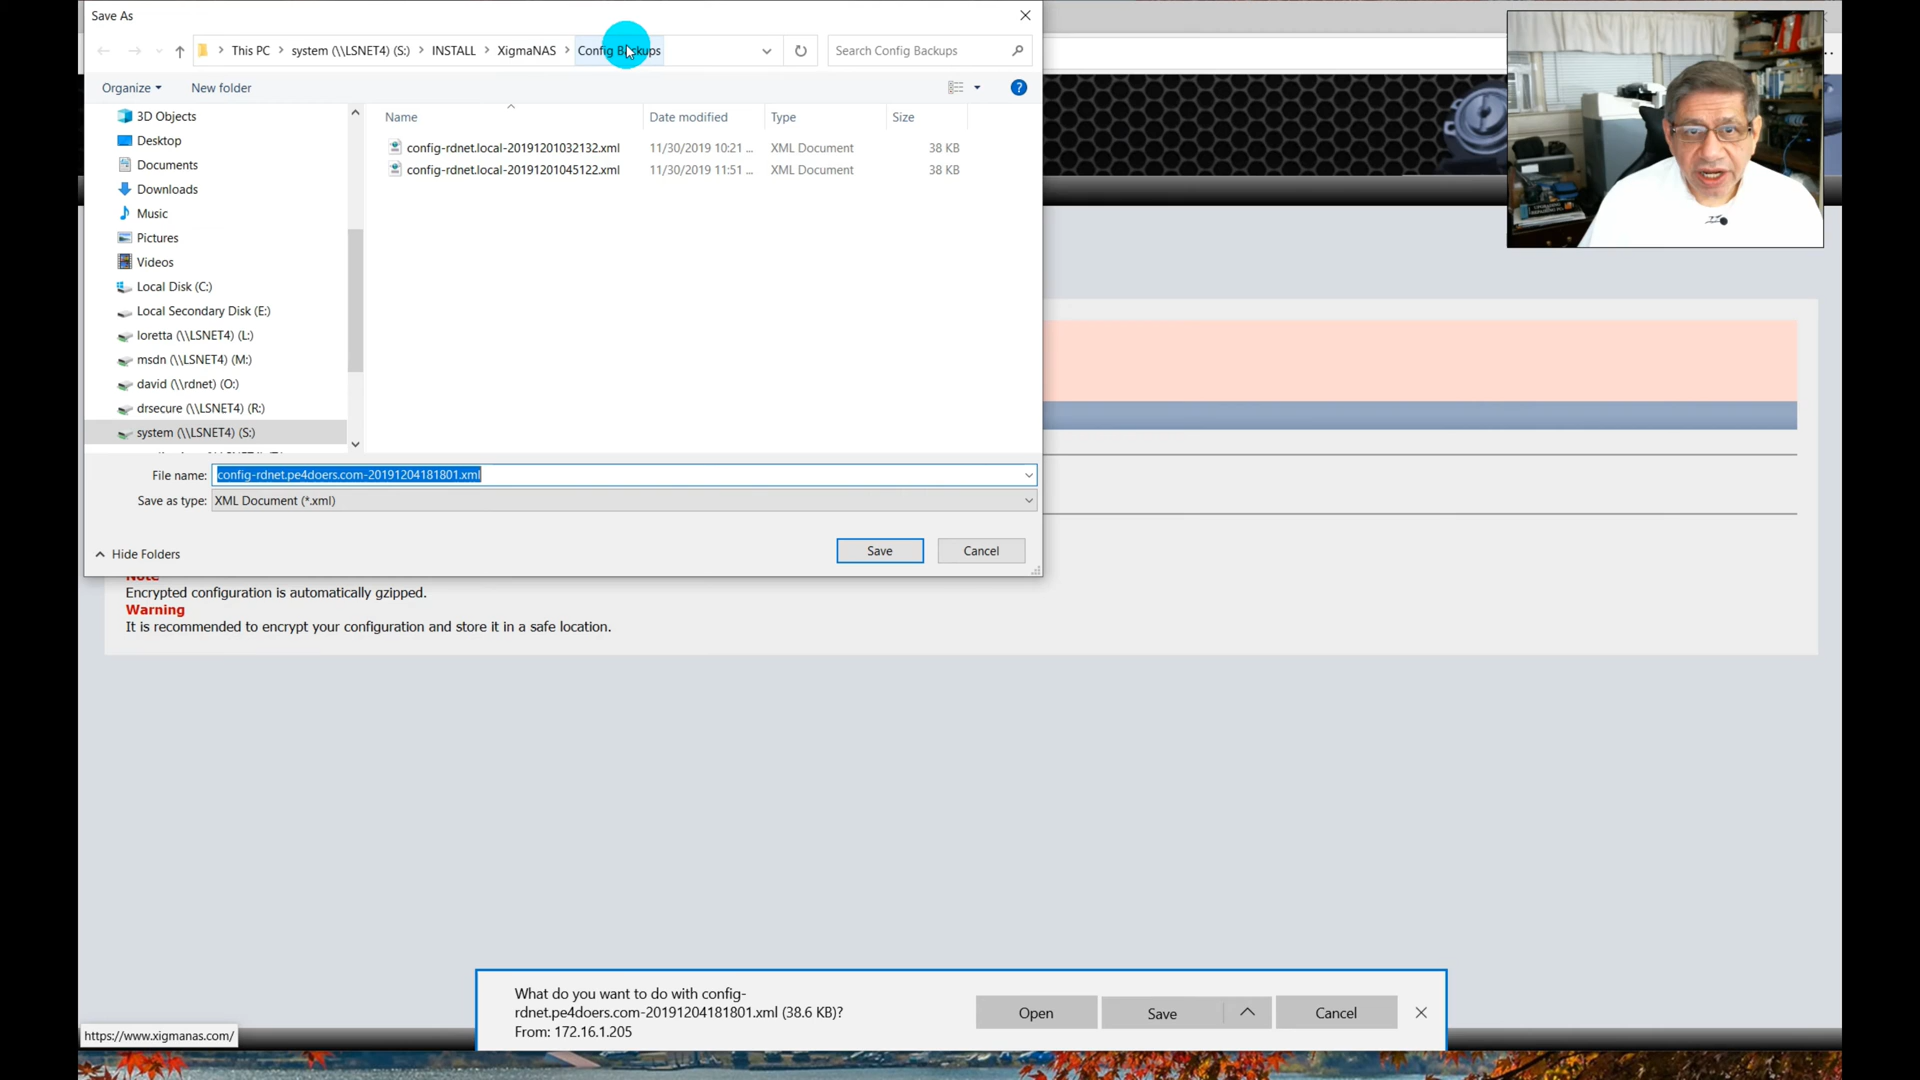 Save As
This PC > system (\\LSNET4) (S:) > INSTALL > XigmaNAS > Config Backups
Search Config Backups
Organize
New folder
Name
Date modified
Type
Size
3D Objects
Desktop
Documents
Downloads
Music
Pictures
Videos
Local Disk (C:)
Local Secondary Disk (E:)
loretta (\\LSNET4) (L:)
msdn (\\LSNET4) (M:)
david (\\rdnet) (O:)
drsecure (\\LSNET4) (R:)
system (\\LSNET4) (S:)
config-rdnet.local-20191201032132.xml 11/30/2019 10:21 ... XML Document 38 KB
config-rdnet.local-20191201045122.xml 11/30/2019 11:51 ... XML Document 38 KB
File name: config-rdnet.pe4doers.com-20191204181801.xml
Save as type: XML Document (*.xml)
Hide Folders
Save
Cancel
Note
Encrypted configuration is automatically gzipped.
Warning
It is recommended to encrypt your configuration and store it in a safe location.
What do you want to do with config-
rdnet.pe4doers.com-20191204181801.xml (38.6 KB)?
From: 172.16.1.205
Open
Save
Cancel
https://www.xigmanas.com/